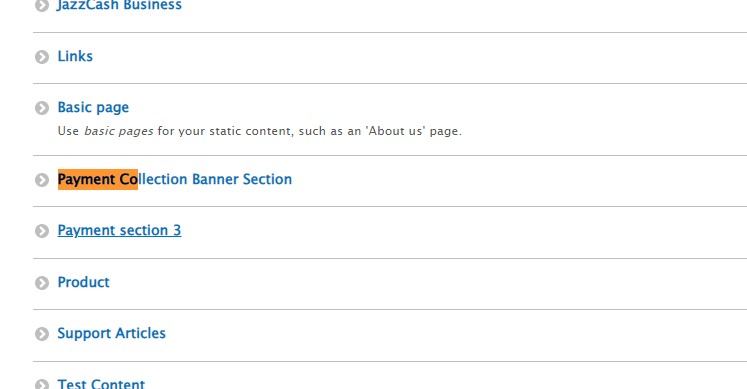 JazzCash Business
Links
Basic page
Use basic pages for your static content, such as an 'About us' page.
Payment Collection Banner Section
Payment section 3
Product
Support Articles
Test Content